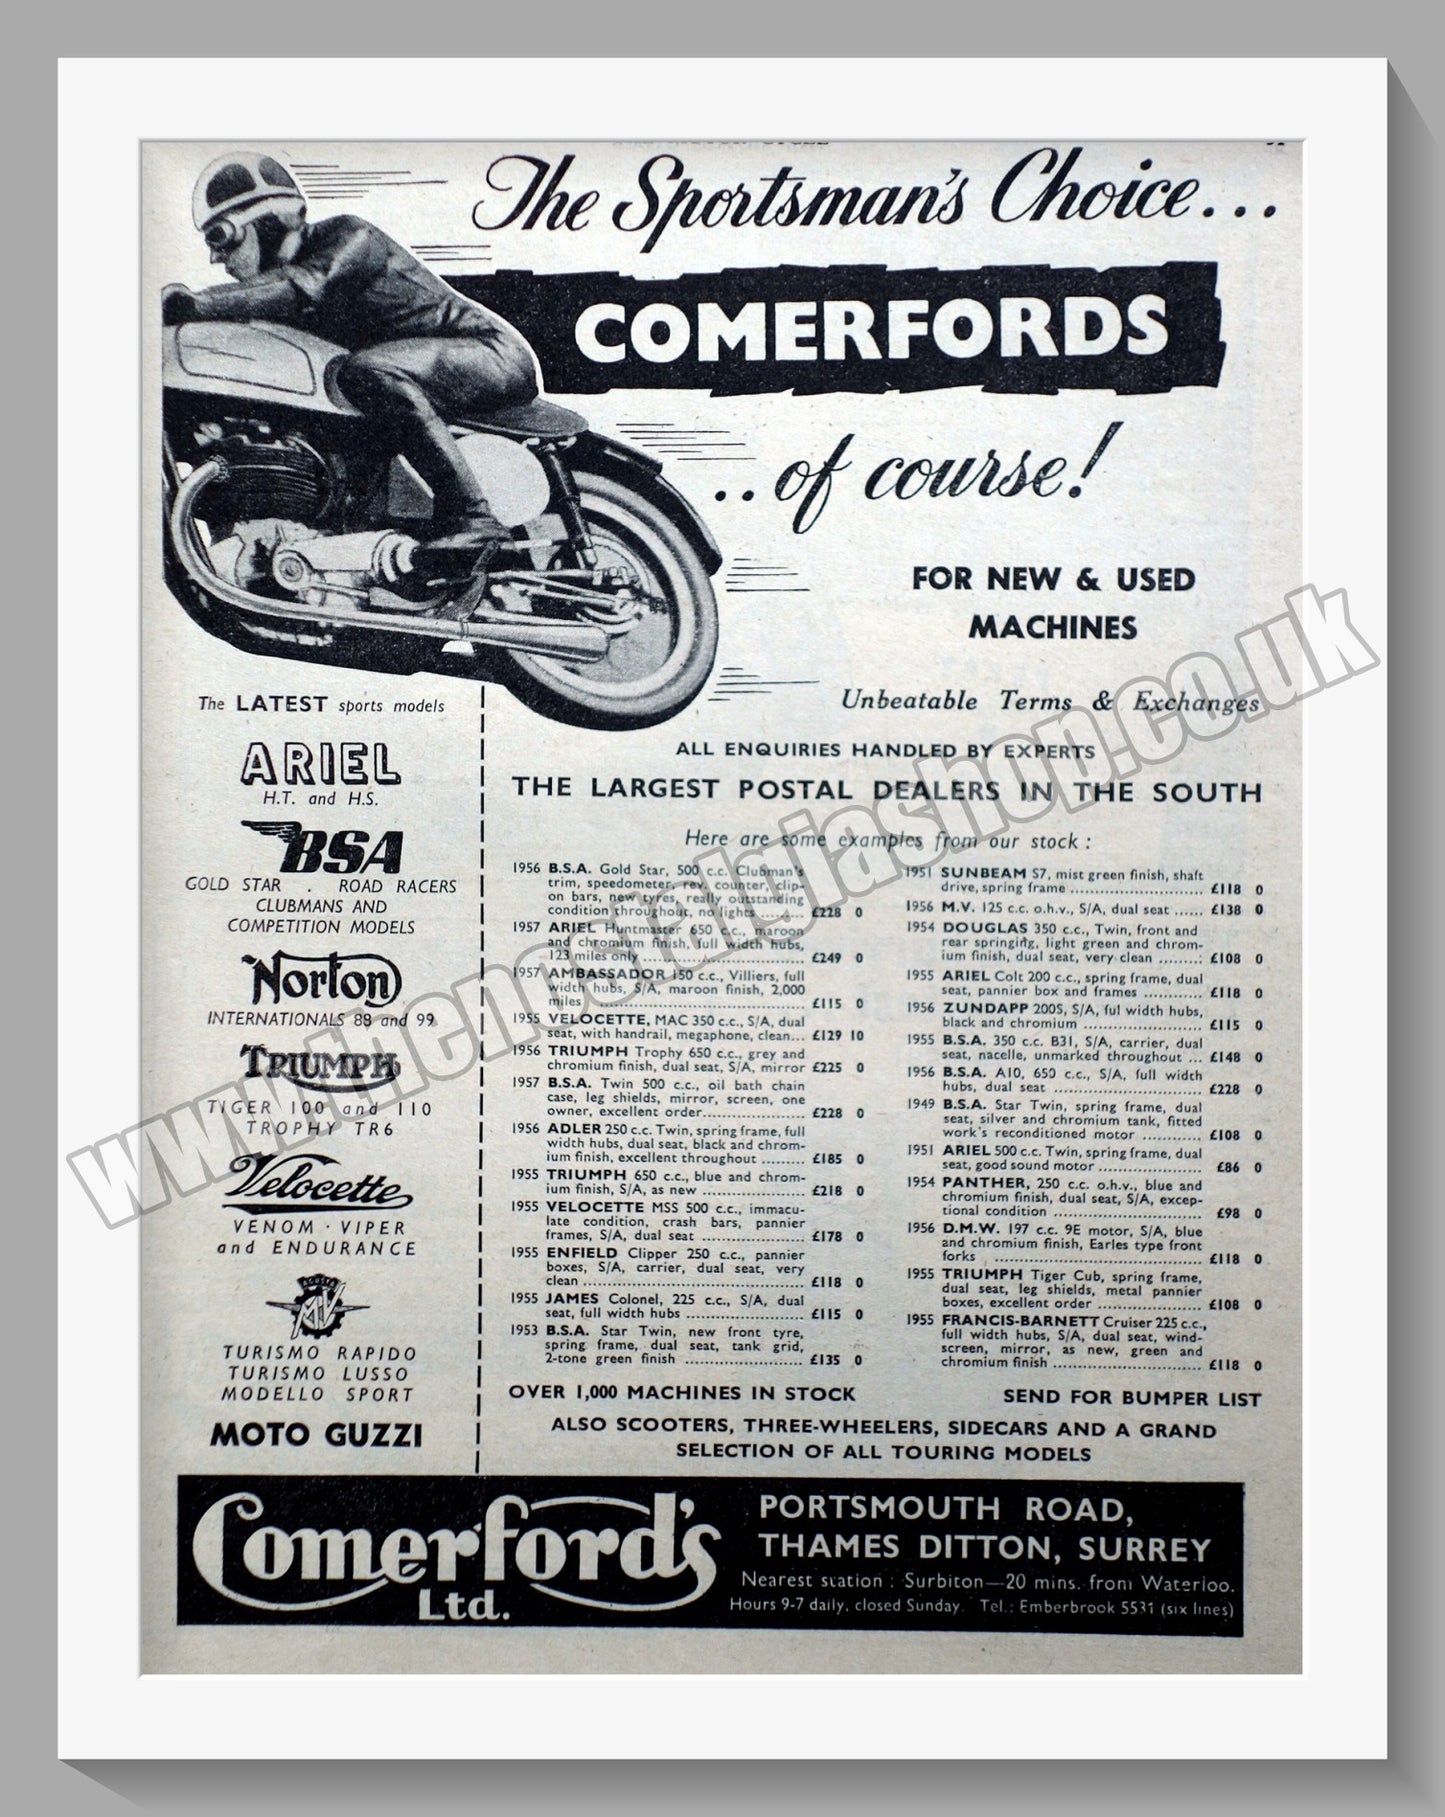 The Sportsman's Choice...
COMERFORDS
..of course!
FOR NEW & USED
MACHINES
Unbeatable Terms & Exchanges
ALL ENQUIRIES HANDLED BY EXPERTS
THE LARGEST POSTAL DEALERS IN THE SOUTH
The LATEST sports models
ARIEL
H.T. and H.S.
BSA
GOLD STAR . ROAD RACERS
CLUBMANS AND
COMPETITION MODELS
Norton
INTERNATIONALS 88 and 99
TRIUMPH
TIGER 100 and 110
TROPHY TR6
Velocette
VENOM · VIPER
and ENDURANCE
AGUSTA
MV
TURISMO RAPIDO
TURISMO LUSSO
MODELLO SPORT
MOTO GUZZI
Here are some examples from our stock :
1956 B.S.A. Gold Star, 500 c.c. Clubman's
trim, speedometer, rev. counter, clip-
on bars, new tyres, really outstanding
condition throughout, no lights ......... £228 0
1957 ARIEL Huntmaster 650 c.c., maroon
and chromium finish, full width hubs,
123 miles only .................................. £249 0
1957 AMBASSADOR 150 c.c., Villiers, full
width hubs, S/A, maroon finish, 2,000
miles .......................................... £115 0
1955 VELOCETTE, MAC 350 c.c., S/A, dual
seat, with handrail, megaphone, clean... £129 10
1956 TRIUMPH Trophy 650 c.c., grey and
chromium finish, dual seat, S/A, mirror £225 0
1957 B.S.A. Twin 500 c.c., oil bath chain
case, leg shields, mirror, screen, one
owner, excellent order..................... £228 0
1956 ADLER 250 c.c. Twin, spring frame, full
width hubs, dual seat, black and chrom-
ium finish, excellent throughout ......... £185 0
1955 TRIUMPH 650 c.c., blue and chrom-
ium finish, S/A, as new ..................... £218 0
1955 VELOCETTE MSS 500 c.c., immacu-
late condition, crash bars, pannier
frames, S/A, dual seat ..................... £178 0
1955 ENFIELD Clipper 250 c.c., pannier
boxes, S/A, carrier, dual seat, very
clean ............................................. £118 0
1955 JAMES Colonel, 225 c.c., S/A, dual
seat, full width hubs ........................ £115 0
1953 B.S.A. Star Twin, new front tyre,
spring frame, dual seat, tank grid,
2-tone green finish ........................ £135 0
1951 SUNBEAM S7, mist green finish, shaft
drive, spring frame ........................ £118 0
1956 M.V. 125 c.c. o.h.v., S/A, dual seat ...... £138 0
1954 DOUGLAS 350 c.c., Twin, front and
rear springing, light green and chrom-
ium finish, dual seat, very clean ........ £108 0
1955 ARIEL Colt 200 c.c., spring frame, dual
seat, pannier box and frames ............ £118 0
1956 ZUNDAPP 200S, S/A, ful width hubs,
black and chromium ........................ £115 0
1955 B.S.A. 350 c.c. B31, S/A, carrier, dual
seat, nacelle, unmarked throughout ... £148 0
1956 B.S.A. A10, 650 c.c., S/A, full width
hubs, dual seat .............................. £228 0
1949 B.S.A. Star Twin, spring frame, dual
seat, silver and chromium tank, fitted
work's reconditioned motor ............ £108 0
1951 ARIEL 500 c.c. Twin, spring frame, dual
seat, good sound motor ..................... £86 0
1954 PANTHER, 250 c.c. o.h.v., blue and
chromium finish, dual seat, S/A, excep-
tional condition .............................. £98 0
1956 D.M.W. 197 c.c. 9E motor, S/A, blue
and chromium finish, Earles type front
forks .......................................... £118 0
1955 TRIUMPH Tiger Cub, spring frame,
dual seat, leg shields, metal pannier
boxes, excellent order ..................... £108 0
1955 FRANCIS-BARNETT Cruiser 225 c.c.,
full width hubs, S/A, dual seat, wind-
screen, mirror, as new, green and
chromium finish .............................. £118 0
OVER 1,000 MACHINES IN STOCK
SEND FOR BUMPER LIST
ALSO SCOOTERS, THREE-WHEELERS, SIDECARS AND A GRAND
SELECTION OF ALL TOURING MODELS
Comerford's
Ltd.
PORTSMOUTH ROAD,
THAMES DITTON, SURREY
Nearest station : Surbiton—20 mins. from Waterloo.
Hours 9-7 daily, closed Sunday. Tel.: Emberbrook 5531 (six lines)
www.thenostalgiashop.co.uk